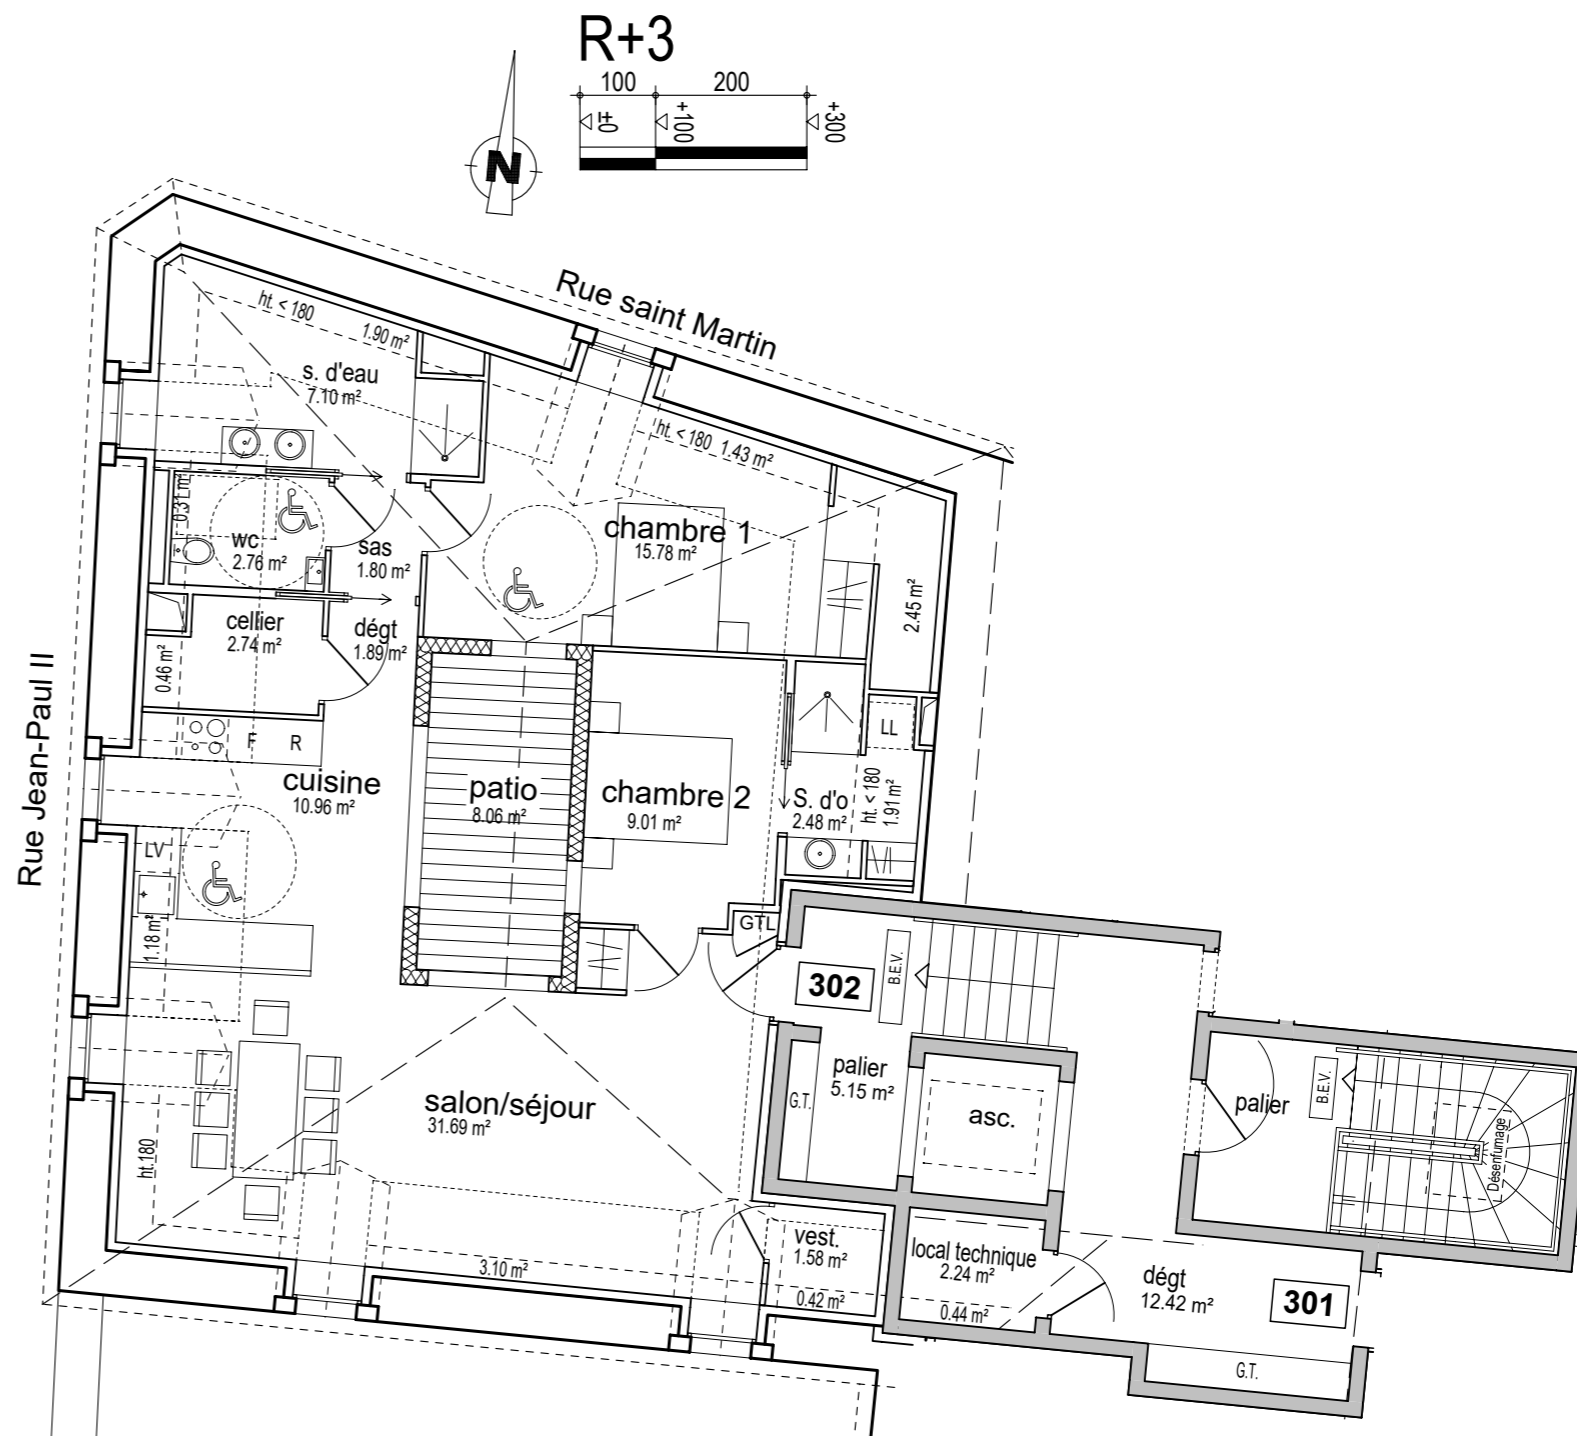 R+3
100
200
±0
+100
+300
N
Rue saint Martin
Rue Jean-Paul II
ht. < 180
1.90 m²
s. d'eau
7.10 m²
ht. < 180 1.43 m²
0.31 m²
wc
2.76 m²
sas
1.80 m²
chambre 1
15.78 m²
2.45 m²
cellier
2.74 m²
dégt
1.89 m²
0.46 m²
F
R
LL
cuisine
10.96 m²
patio
8.06 m²
chambre 2
9.01 m²
S. d'o
2.48 m²
ht. < 180
1.91 m²
LV
1.18 m²
GTL
302
B.E.V.
palier
5.15 m²
G.T.
asc.
palier
B.E.V.
Désenfumage
salon/séjour
31.69 m²
ht.180
3.10 m²
vest.
1.58 m²
0.42 m²
local technique
2.24 m²
0.44 m²
dégt
12.42 m²
301
G.T.